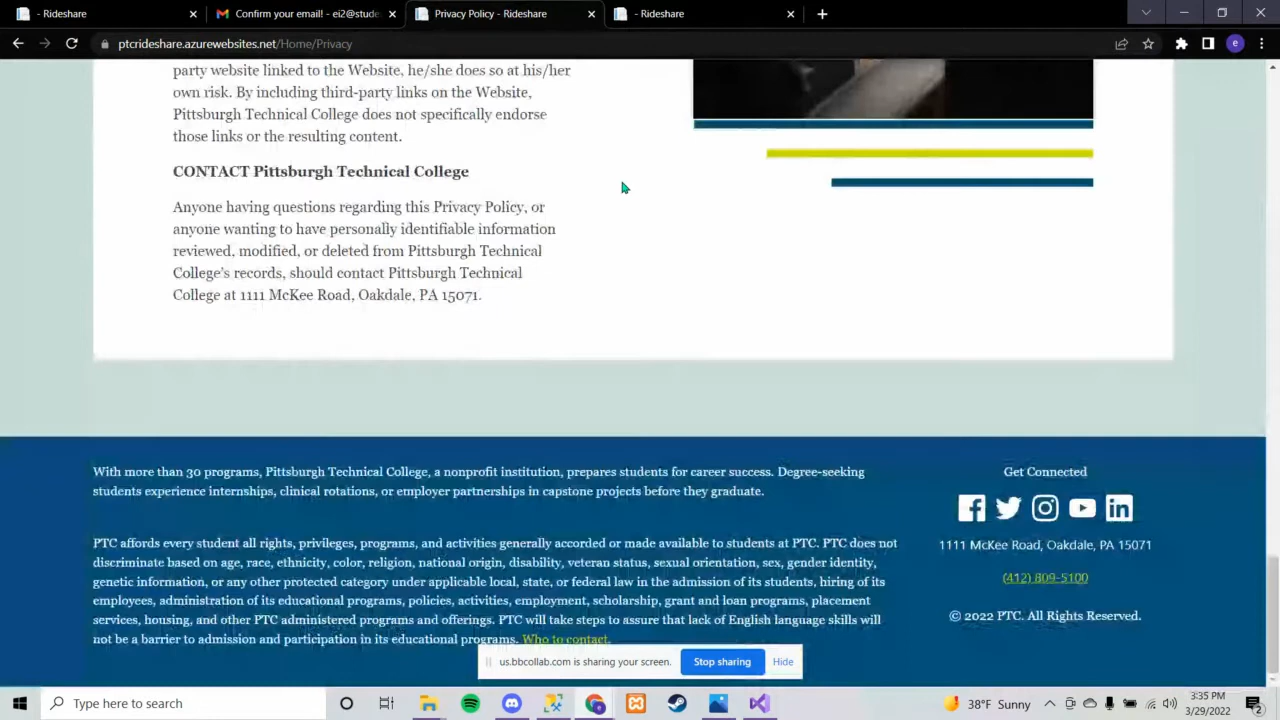 - Rideshare
Confirm your email! - ei2@stude
Privacy Policy - Rideshare
- Rideshare
ptcrideshare.azurewebsites.net/Home/Privacy
e
party website linked to the Website, he/she does so at his/her
own risk. By including third-party links on the Website,
Pittsburgh Technical College does not specifically endorse
those links or the resulting content.
CONTACT Pittsburgh Technical College
Anyone having questions regarding this Privacy Policy, or
anyone wanting to have personally identifiable information
reviewed, modified, or deleted from Pittsburgh Technical
College's records, should contact Pittsburgh Technical
College at 1111 McKee Road, Oakdale, PA 15071.
With more than 30 programs, Pittsburgh Technical College, a nonprofit institution, prepares students for career success. Degree-seeking
students experience internships, clinical rotations, or employer partnerships in capstone projects before they graduate.
PTC affords every student all rights, privileges, programs, and activities generally accorded or made available to students at PTC. PTC does not
discriminate based on age, race, ethnicity, color, religion, national origin, disability, veteran status, sexual orientation, sex, gender identity,
genetic information, or any other protected category under applicable local, state, or federal law in the admission of its students, hiring of its
employees, administration of its educational programs, policies, activities, employment, scholarship, grant and loan programs, placement
services, housing, and other PTC administered programs and offerings. PTC will take steps to assure that lack of English language skills will
not be a barrier to admission and participation in its educational programs. Who to contact.
Get Connected
1111 McKee Road, Oakdale, PA 15071
(412) 809-5100
© 2022 PTC. All Rights Reserved.
us.bbcollab.com is sharing your screen.
Stop sharing
Hide
Type here to search
38°F Sunny
3:35 PM
3/29/2022
2